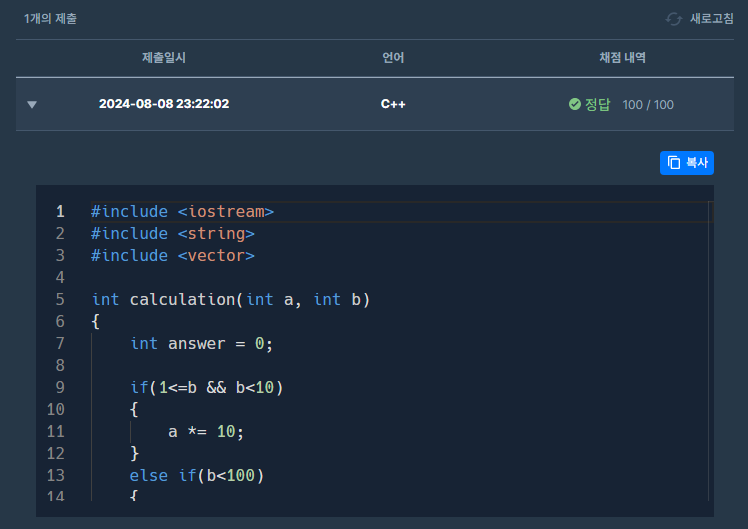 1개의 제출
새로고침
제출일시 언어 채점 내역
2024-08-08 23:22:02 C++ 정답 100 / 100
복사
1 #include <iostream>
2 #include <string>
3 #include <vector>
4
5 int calculation(int a, int b)
6 {
7     int answer = 0;
8
9     if(1<=b && b<10)
10     {
11         a *= 10;
12     }
13     else if(b<100)
14     {